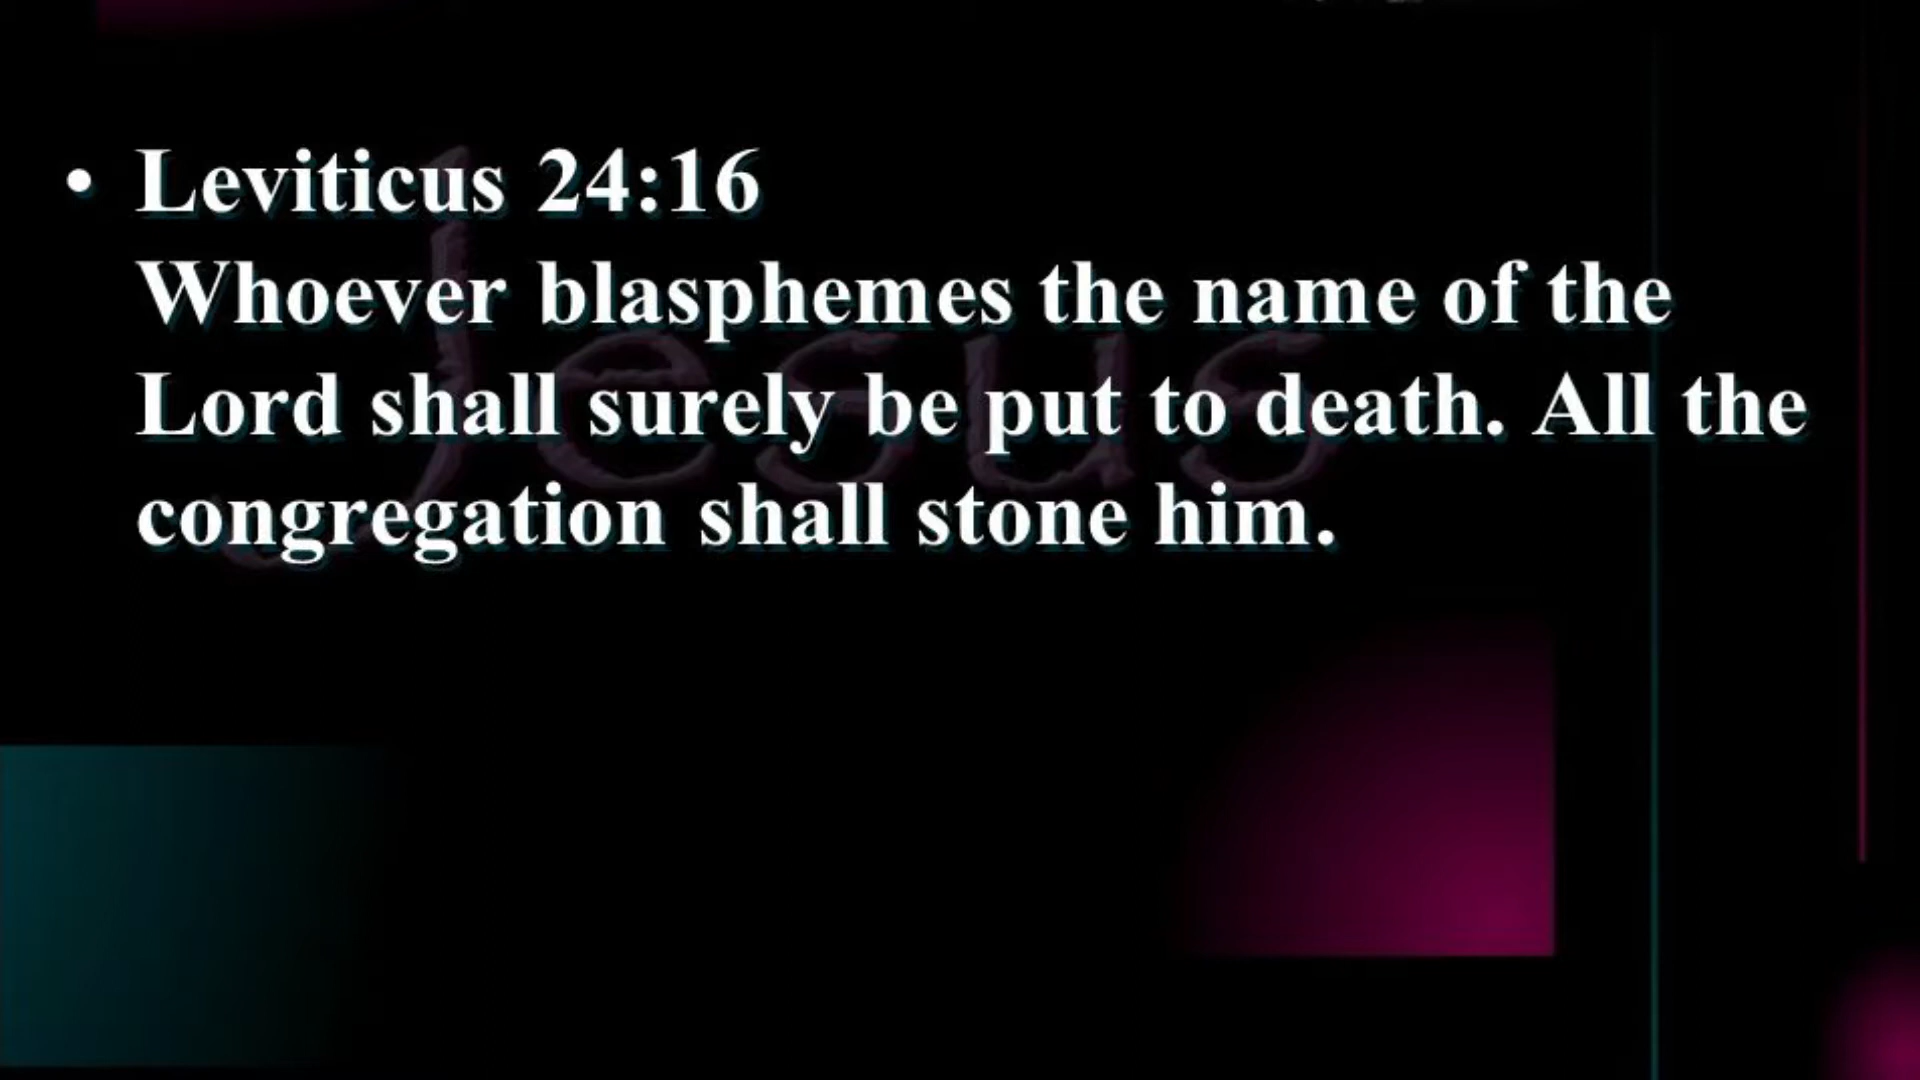 • Leviticus 24:16
Whoever blasphemes the name of the
Lord shall surely be put to death. All the
congregation shall stone him.
Jesus